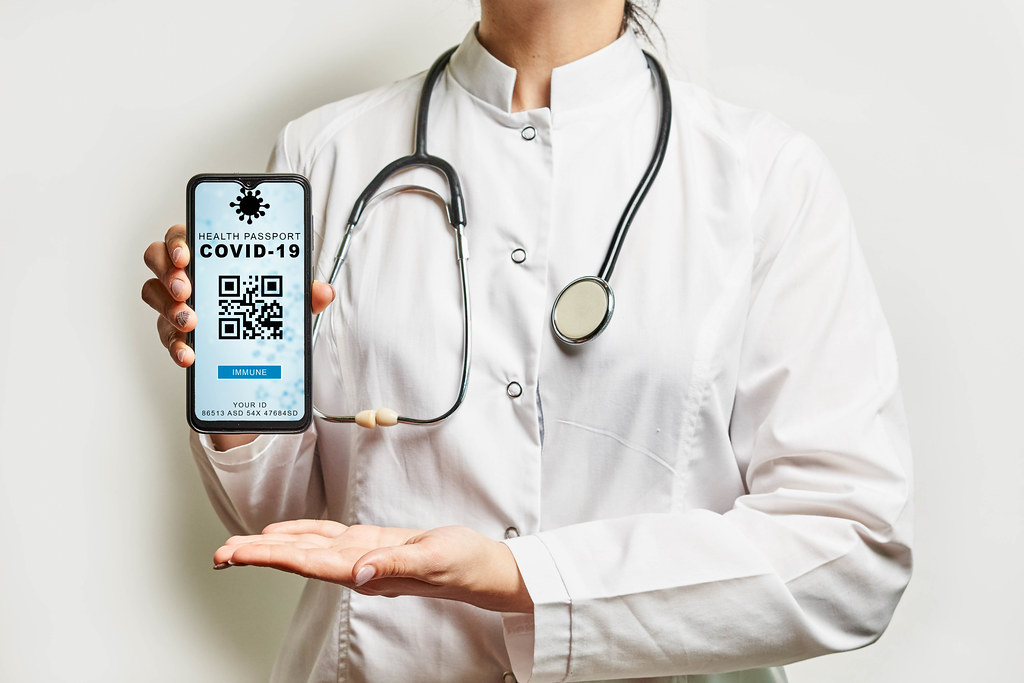 HEALTH PASSPORT
COVID-19
IMMUNE
YOUR ID
86513 ASD 54X 47684SD